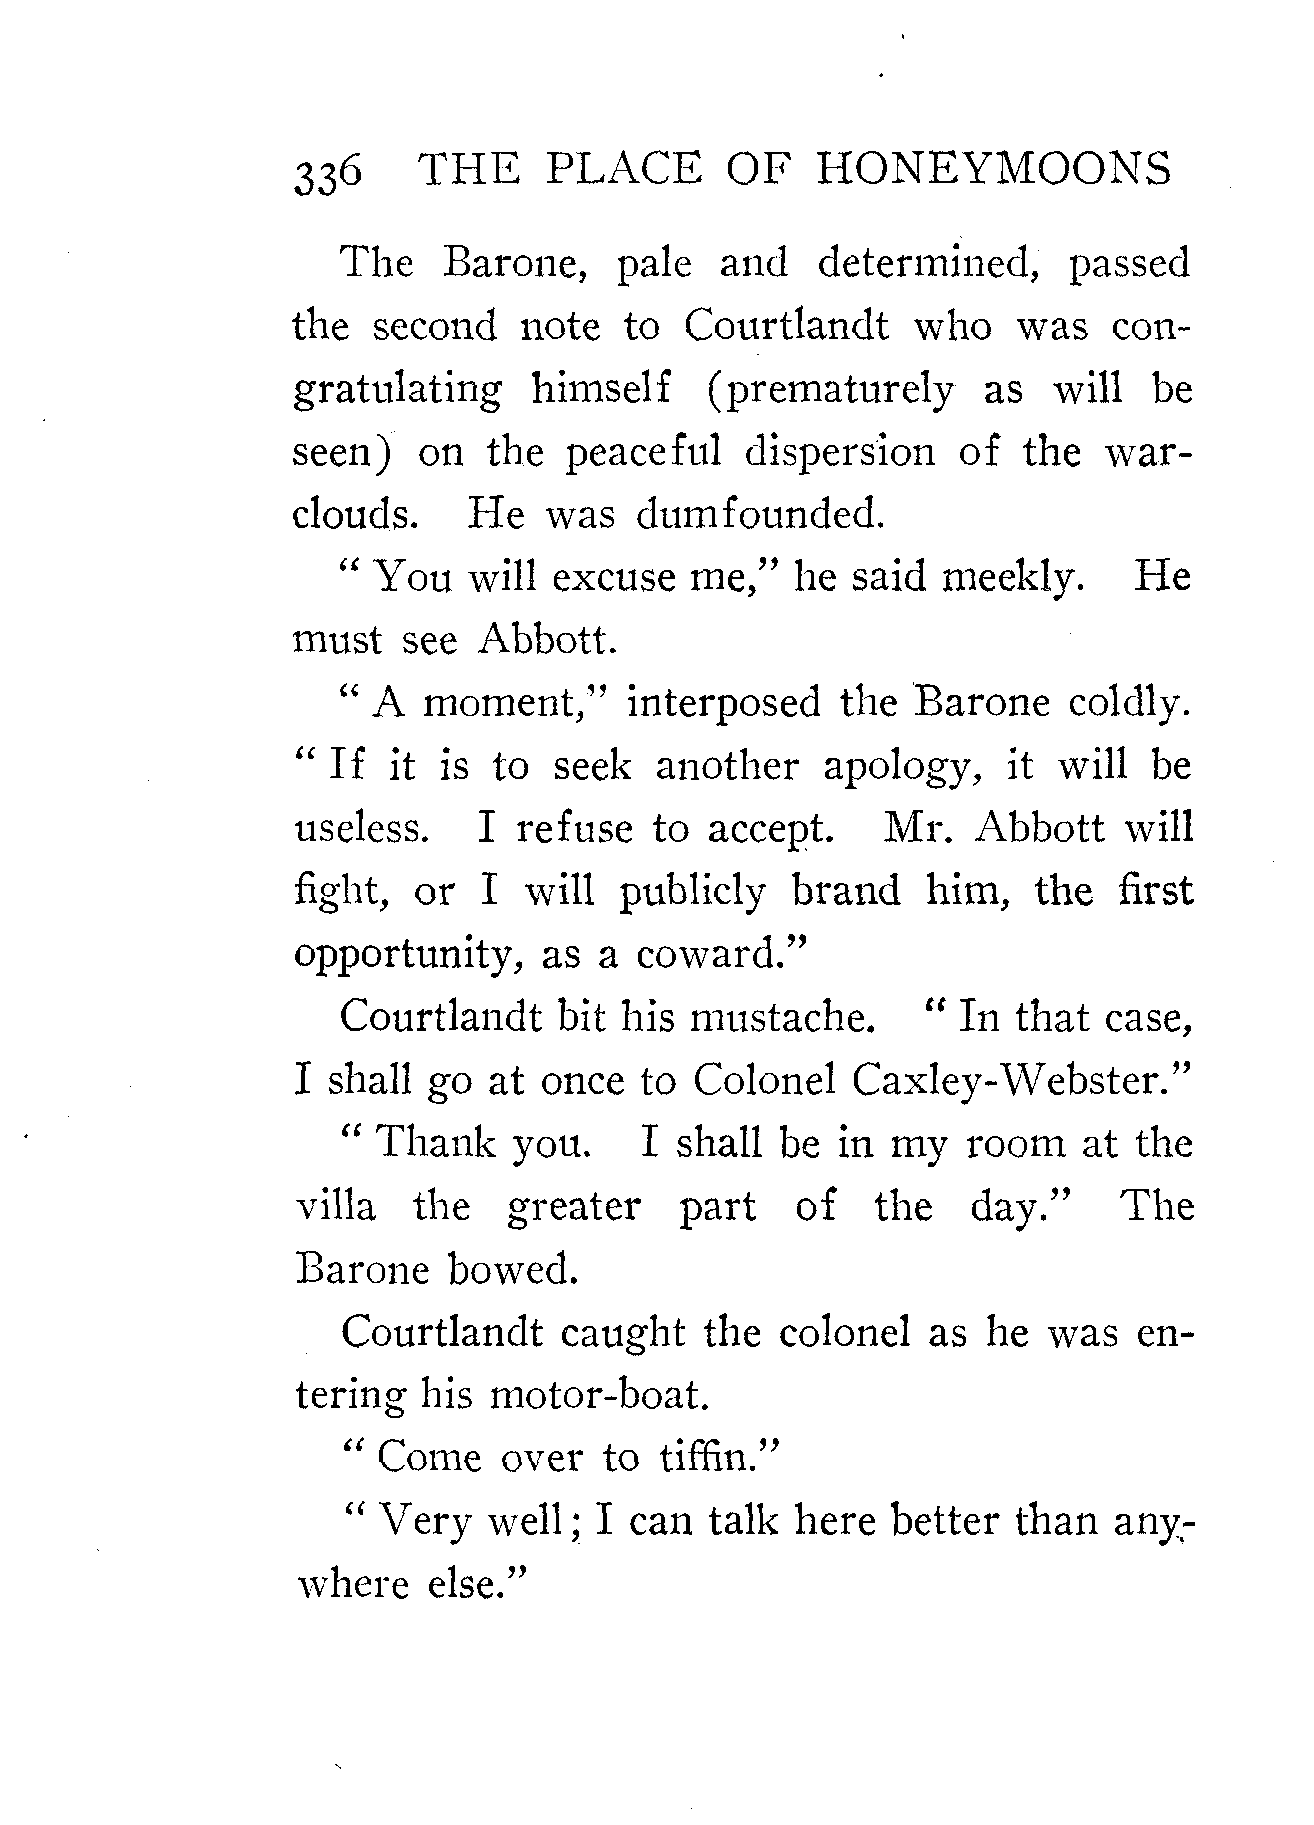 336 THE PLACE OF HONEYMOONS
The Barone, pale and determined, passed
the second note to Courtlandt who was con-
gratulating himself (prematurely as will be
seen) on the peaceful dispersion of the war-
clouds. He was dumfounded.
“ You will excuse me,” he said meekly. He
must see Abbott.
“ A moment,” interposed the Barone coldly.
“ If it is to seek another apology, it will be
useless. I refuse to accept. Mr. Abbott will
fight, or I will publicly brand him, the first
opportunity, as a coward.”
Courtlandt bit his mustache. “ In that case,
I shall go at once to Colonel Caxley-Webster.”
“ Thank you. I shall be in my room at the
villa the greater part of the day.” The
Barone bowed.
Courtlandt caught the colonel as he was en-
tering his motor-boat.
“ Come over to tiffin.”
“ Very well; I can talk here better than any-
where else.”